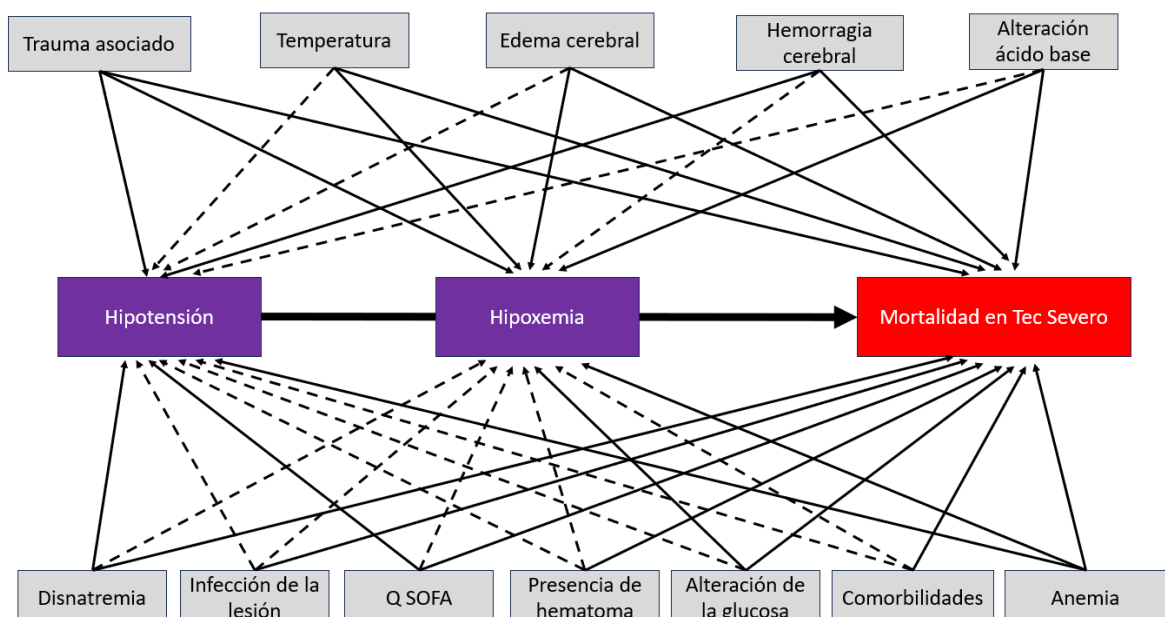 Trauma asociado
Temperatura
Edema cerebral
Hemorragia
cerebral
Alteración
ácido base
Hipotensión
Hipoxemia
Mortalidad en Tec Severo
Disnatremia
Infección de la
lesión
Q SOFA
Presencia de
hematoma
Alteración de
la glucosa
Comorbilidades
Anemia